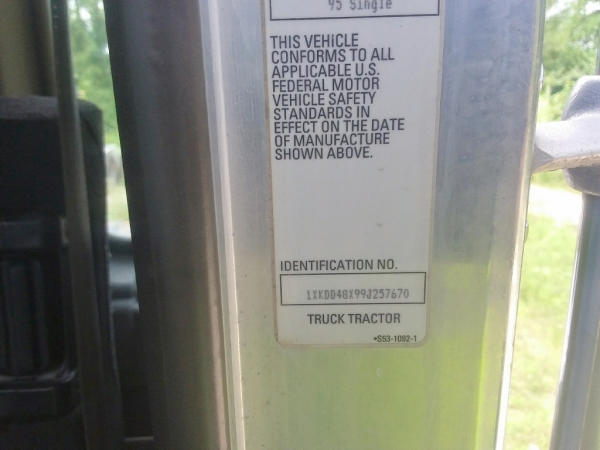 95 Single
THIS VEHICLE
CONFORMS TO ALL
APPLICABLE U.S.
FEDERAL MOTOR
VEHICLE SAFETY
STANDARDS IN
EFFECT ON THE DATE
OF MANUFACTURE
SHOWN ABOVE.
IDENTIFICATION NO.
1XKDD48X99J257670
TRUCK TRACTOR
*S53-1092-1